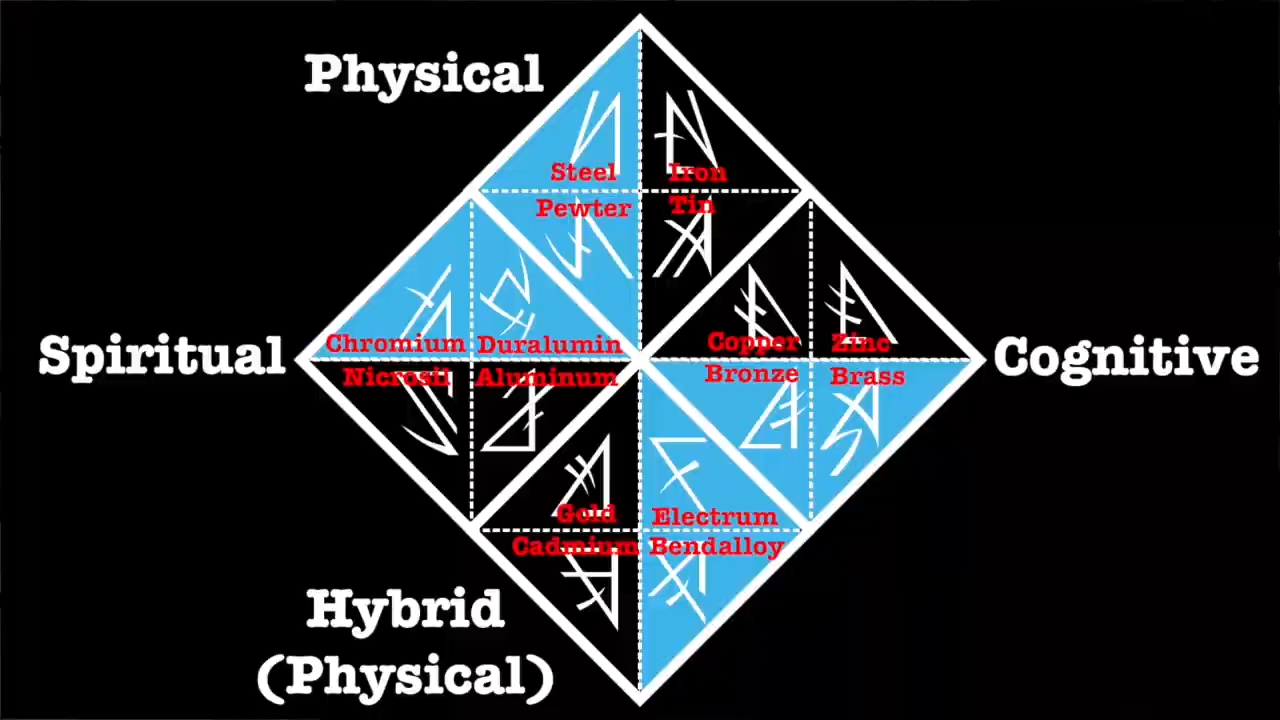 Physical
Steel Iron
Pewter Tin
Spiritual
Chromium Duralumin Copper Zinc
Nicrosil Aluminum Bronze Brass
Cognitive
Gold Electrum
Cadmium Bendalloy
Hybrid
(Physical)